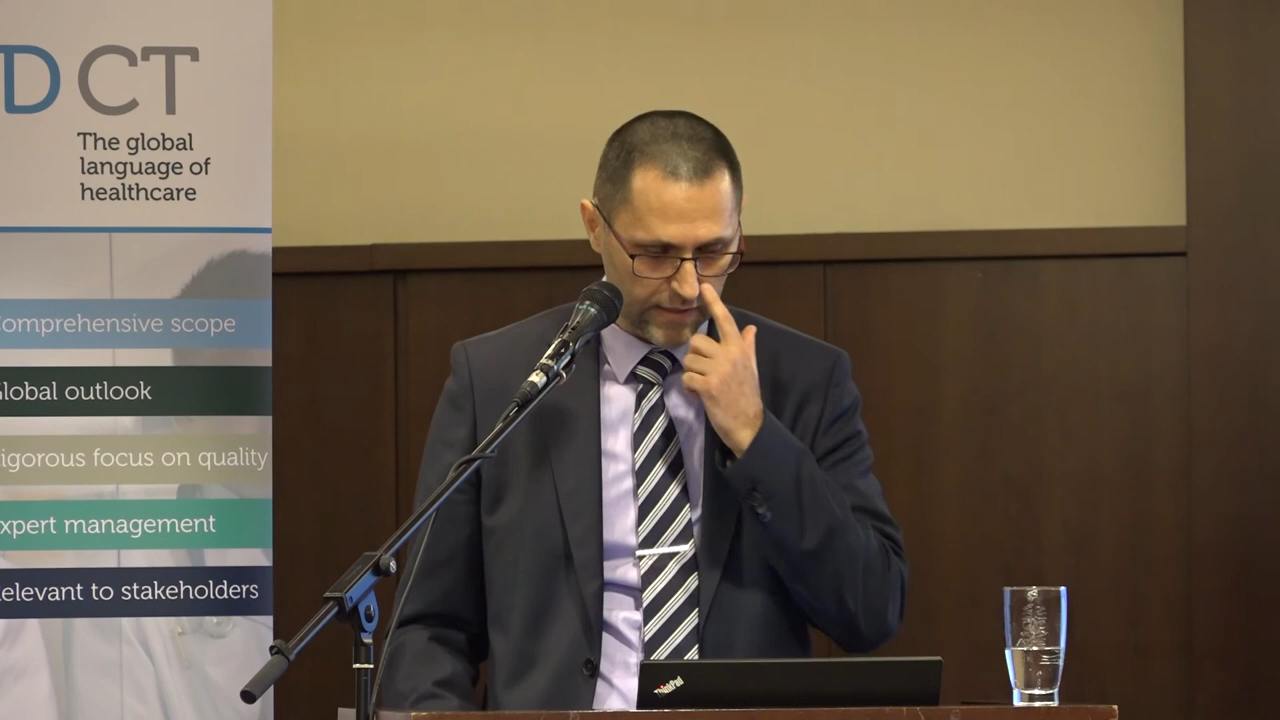 D CT
The global
language of
healthcare
omprehensive scope
lobal outlook
igorous focus on quality
xpert management
elevant to stakeholders
ThinkPad